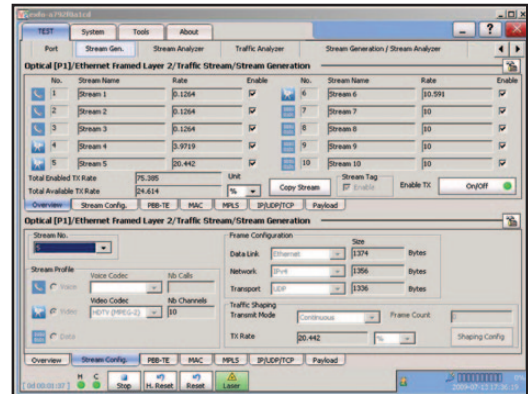 TEST System Tools About
Port Stream Gen. Stream Analyzer Traffic Analyzer Stream Generation / Stream Analyzer
Optical [P1]/Ethernet Framed Layer 2/Traffic Stream/Stream Generation
No. Stream Name Rate Enable No. Stream Name Rate Enable
1 Stream 1 0.1264 6 Stream 6 10.591
2 Stream 2 0.1264 7 Stream 7 10
3 Stream 3 0.1264 8 Stream 8 10
4 Stream 4 3.9719 9 Stream 9 10
5 Stream 5 20.442 10 Stream 10 10
Total Enabled TX Rate 75.385 Unit Stream Tag
Total Available TX Rate 24.614 % Copy Stream Enable Enable TX On/Off
Overview Stream Config. PBB-TE MAC MPLS IP/UDP/TCP Payload
Optical [P1]/Ethernet Framed Layer 2/Traffic Stream/Stream Generation
Stream No. Frame Configuration
5 Size
Data Link Ethernet 1374 Bytes
Stream Profile Network IPv4 1356 Bytes
Voice Codec Nb Calls
Voice Transport UDP 1336 Bytes
Video Codec Nb Channels Traffic Shaping
Video HDTV (MPEG-2) 10 Transmit Mode Continuous Frame Count
Data TX Rate 20.442 % Shaping Config
Overview Stream Config. PBB-TE MAC MPLS IP/UDP/TCP Payload
M C
Stop H. Reset Reset Laser